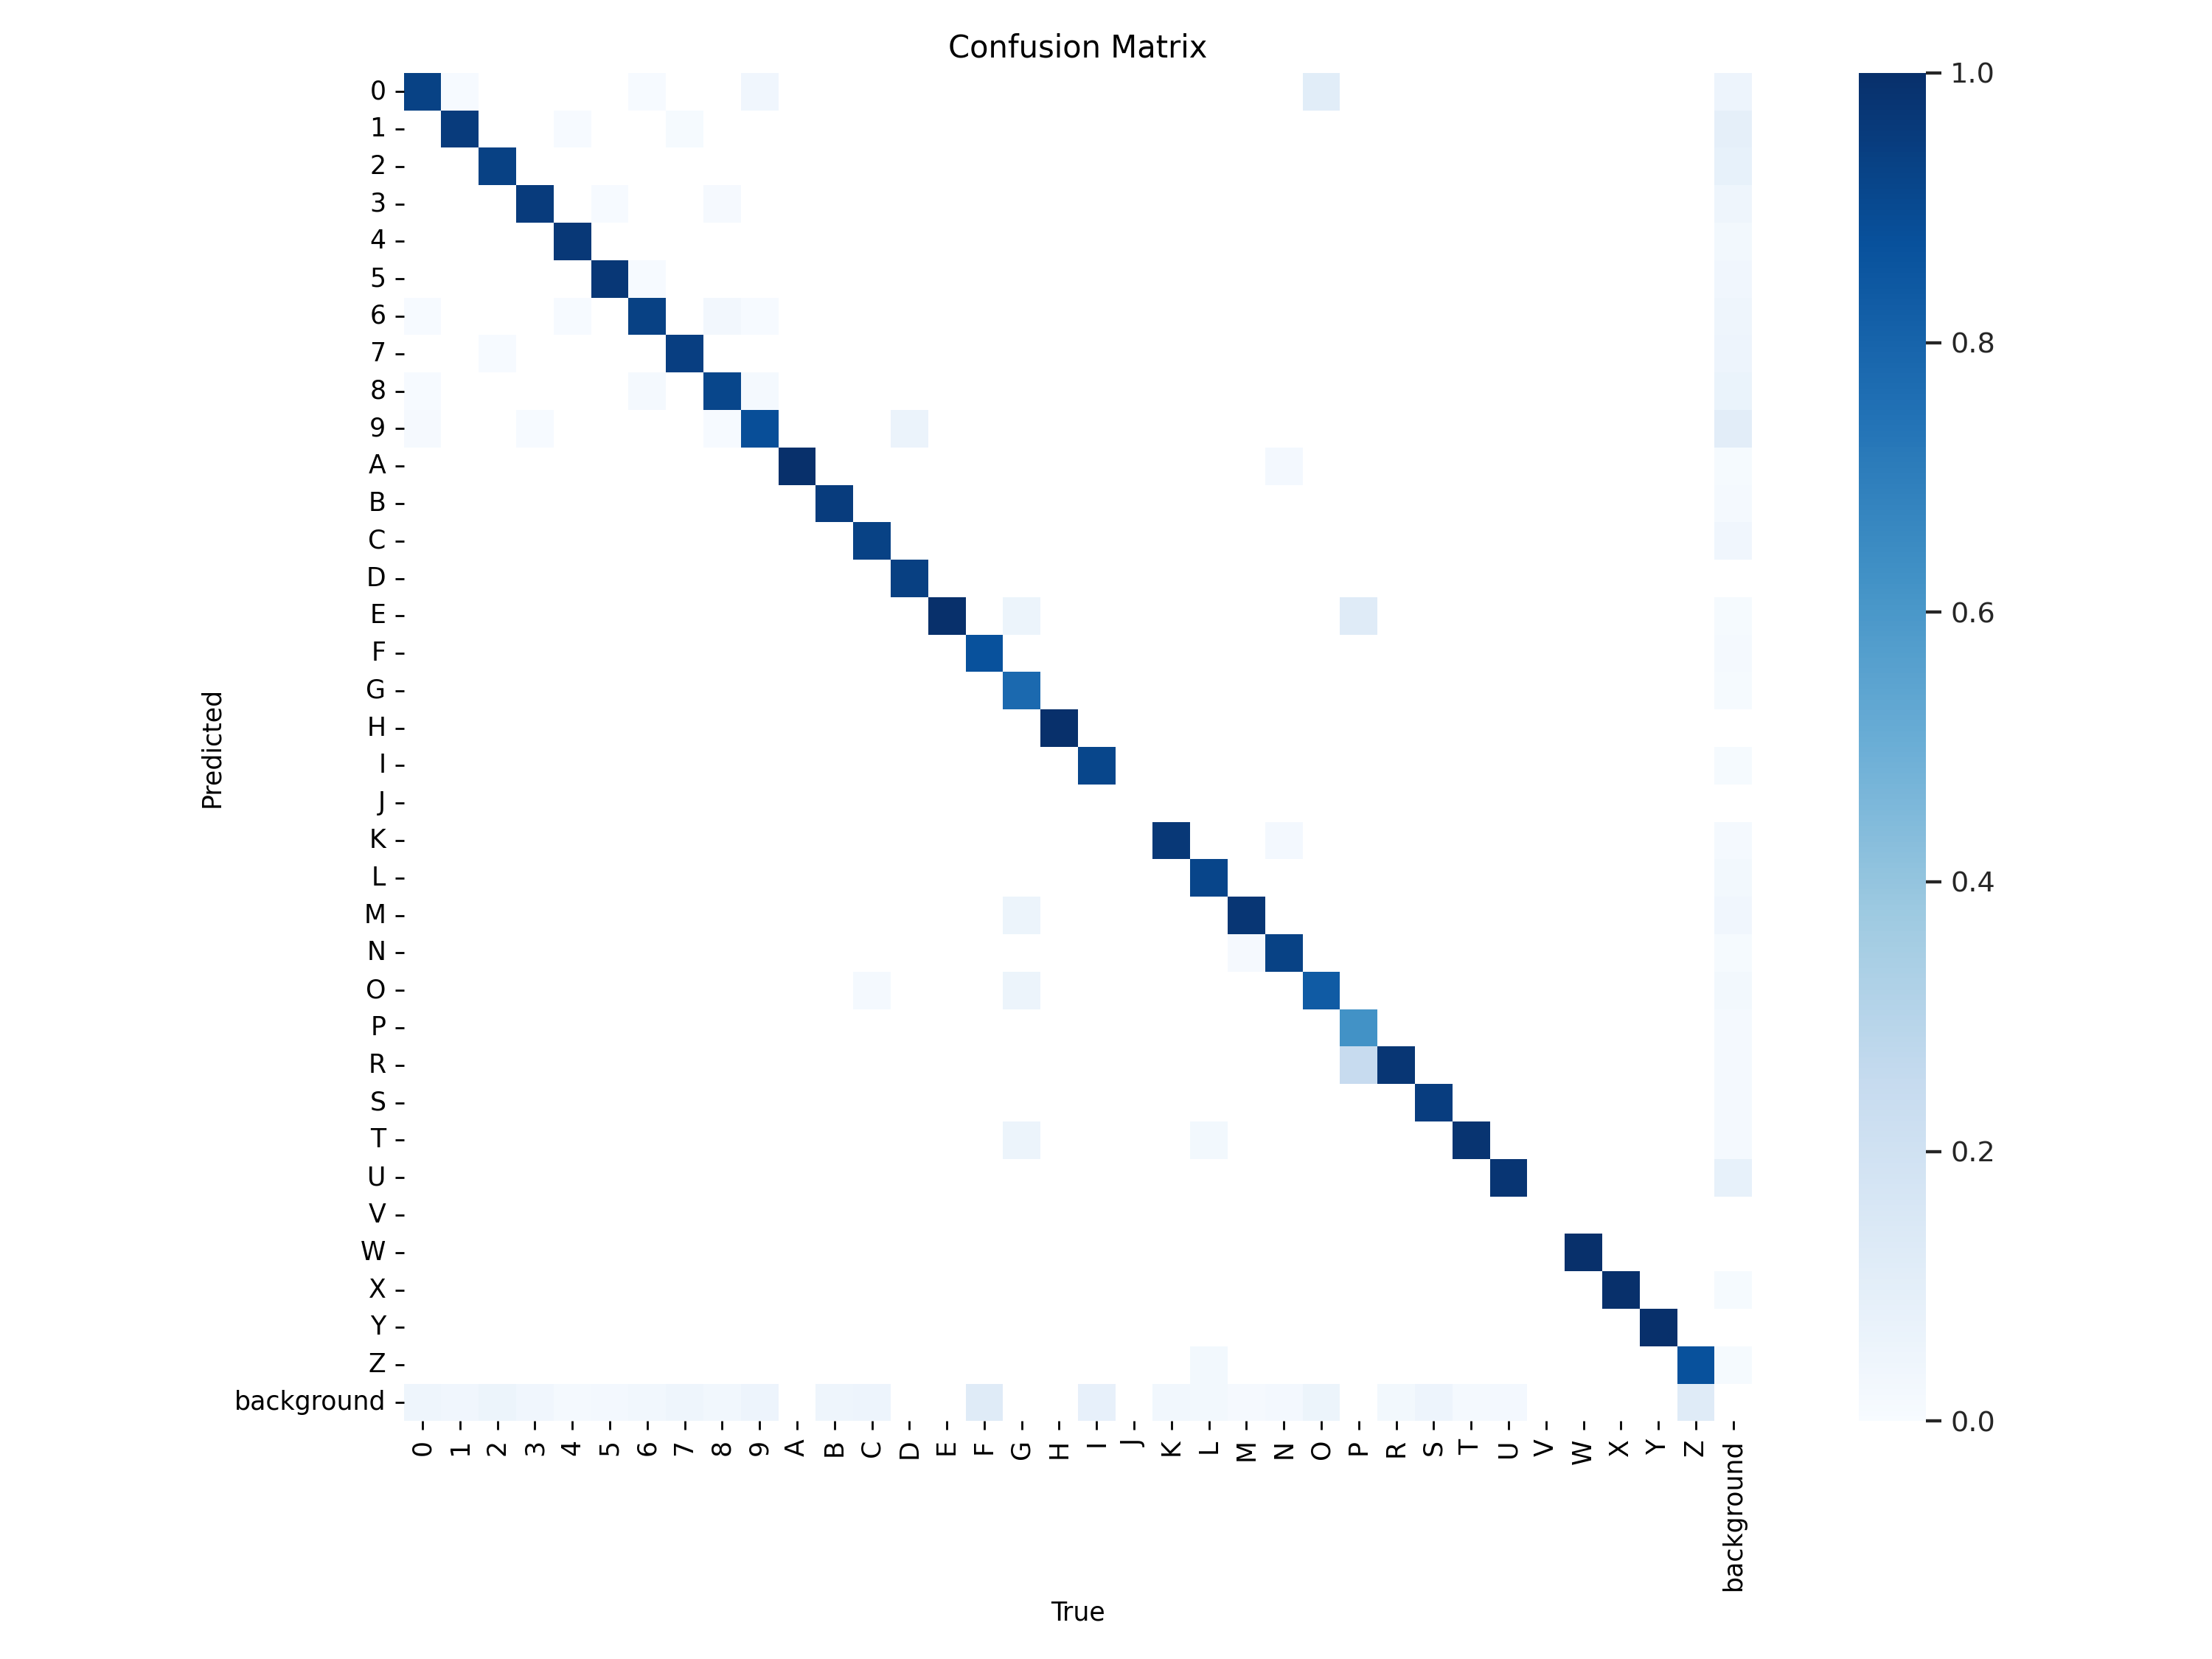 Confusion Matrix
0
1
2
3
4
5
6
7
8
9
A
B
C
D
E
F
G
H
I
J
K
L
M
N
O
P
R
S
T
U
V
W
X
Y
Z
background
Predicted
0 1 2 3 4 5 6 7 8 9 A B C D E F G H I J K L M N O P R S T U V W X Y Z background
True
1.0
0.8
0.6
0.4
0.2
0.0